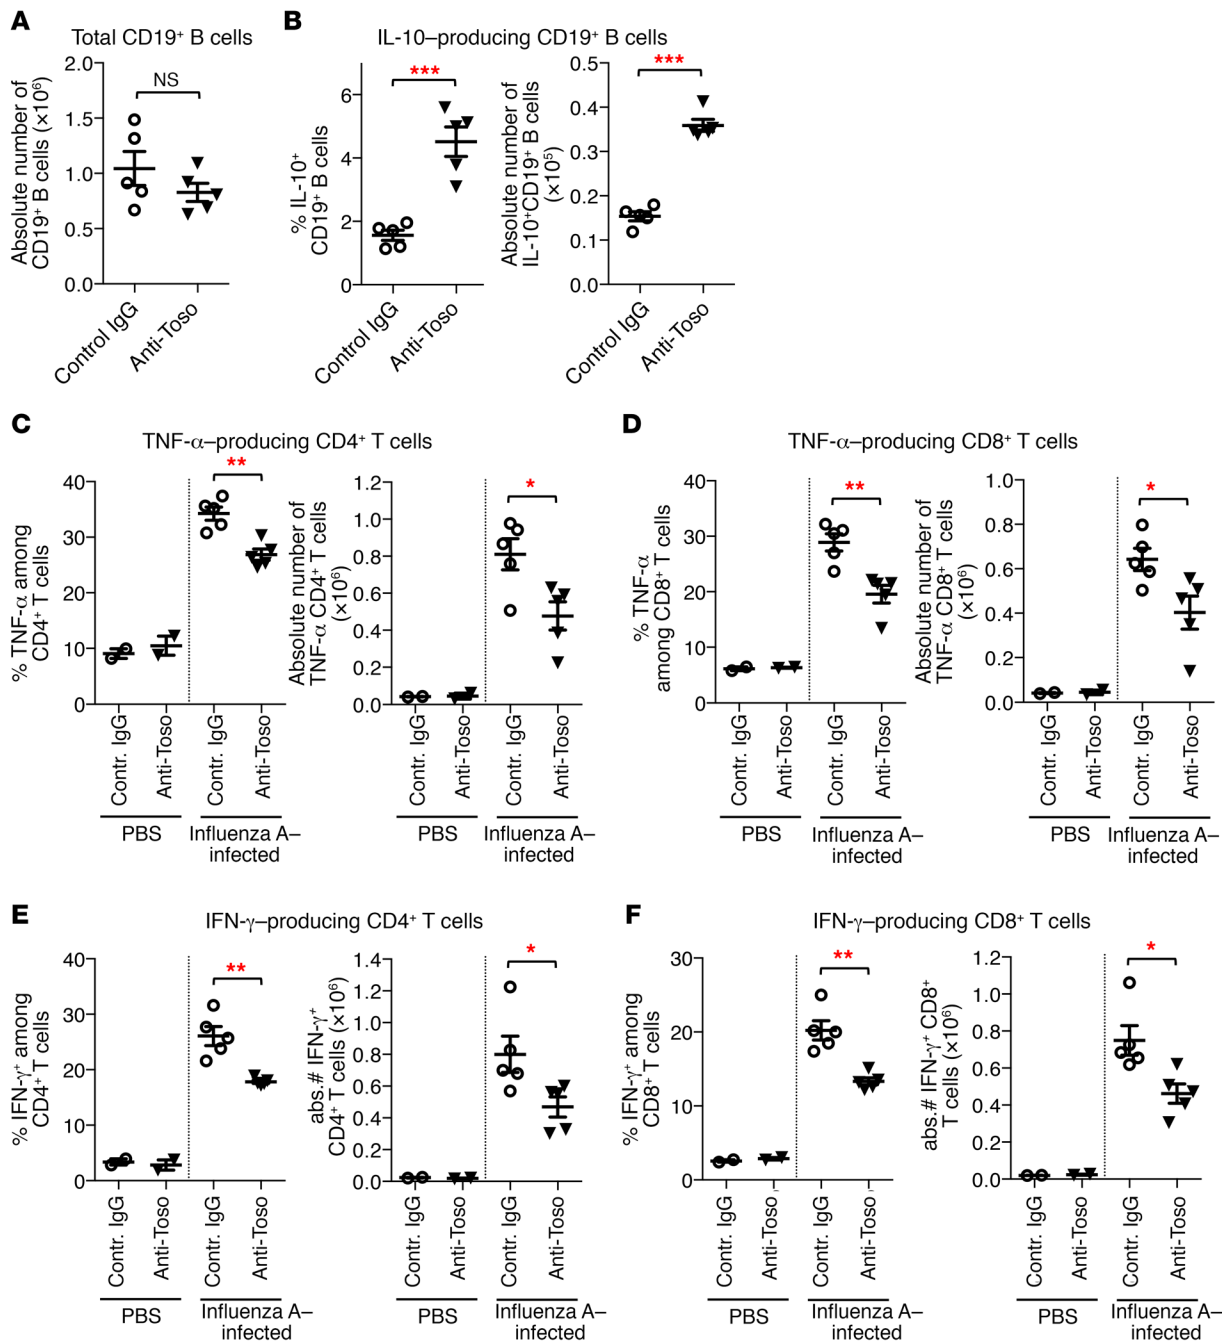 A
Total CD19⁺ B cells
Absolute number of
CD19⁺ B cells (×10⁶)
2.0
1.5
1.0
0.5
0.0
NS
Control IgG
Anti-Toso
B
IL-10–producing CD19⁺ B cells
% IL-10⁺
CD19⁺ B cells
6
4
2
0
***
Control IgG
Anti-Toso
Absolute number of
IL-10⁺CD19⁺ B cells
(×10⁵)
0.5
0.4
0.3
0.2
0.1
0.0
***
Control IgG
Anti-Toso
C
TNF-α–producing CD4⁺ T cells
% TNF-α among
CD4⁺ T cells
40
30
20
10
0
**
Contr. IgG
Anti-Toso
Contr. IgG
Anti-Toso
PBS
Influenza A–
infected
Absolute number of
TNF-α CD4⁺ T cells
(×10⁶)
1.2
1.0
0.8
0.6
0.4
0.2
0.0
*
Contr. IgG
Anti-Toso
Contr. IgG
Anti-Toso
PBS
Influenza A–
infected
D
TNF-α–producing CD8⁺ T cells
% TNF-α
among CD8⁺ T cells
40
30
20
10
0
**
Contr. IgG
Anti-Toso
Contr. IgG
Anti-Toso
PBS
Influenza A–
infected
Absolute number of
TNF-α CD8⁺ T cells
(×10⁶)
1.0
0.8
0.6
0.4
0.2
0.0
*
Contr. IgG
Anti-Toso
Contr. IgG
Anti-Toso
PBS
Influenza A–
infected
E
IFN-γ–producing CD4⁺ T cells
% IFN-γ⁺ among
CD4⁺ T cells
40
30
20
10
0
**
Contr. IgG
Anti-Toso
Contr. IgG
Anti-Toso
PBS
Influenza A–
infected
abs.# IFN-γ⁺
CD4⁺ T cells (×10⁶)
1.4
1.2
1.0
0.8
0.6
0.4
0.2
0.0
*
Contr. IgG
Anti-Toso
Contr. IgG
Anti-Toso
PBS
Influenza A–
infected
F
IFN-γ–producing CD8⁺ T cells
% IFN-γ⁺ among
CD8⁺ T cells
30
20
10
0
**
Contr. IgG
Anti-Toso
Contr. IgG
Anti-Toso
PBS
Influenza A–
infected
abs.# IFN-γ⁺ CD8⁺
T cells (×10⁶)
1.2
1.0
0.8
0.6
0.4
0.2
0.0
*
Contr. IgG
Anti-Toso
Contr. IgG
Anti-Toso
PBS
Influenza A–
infected